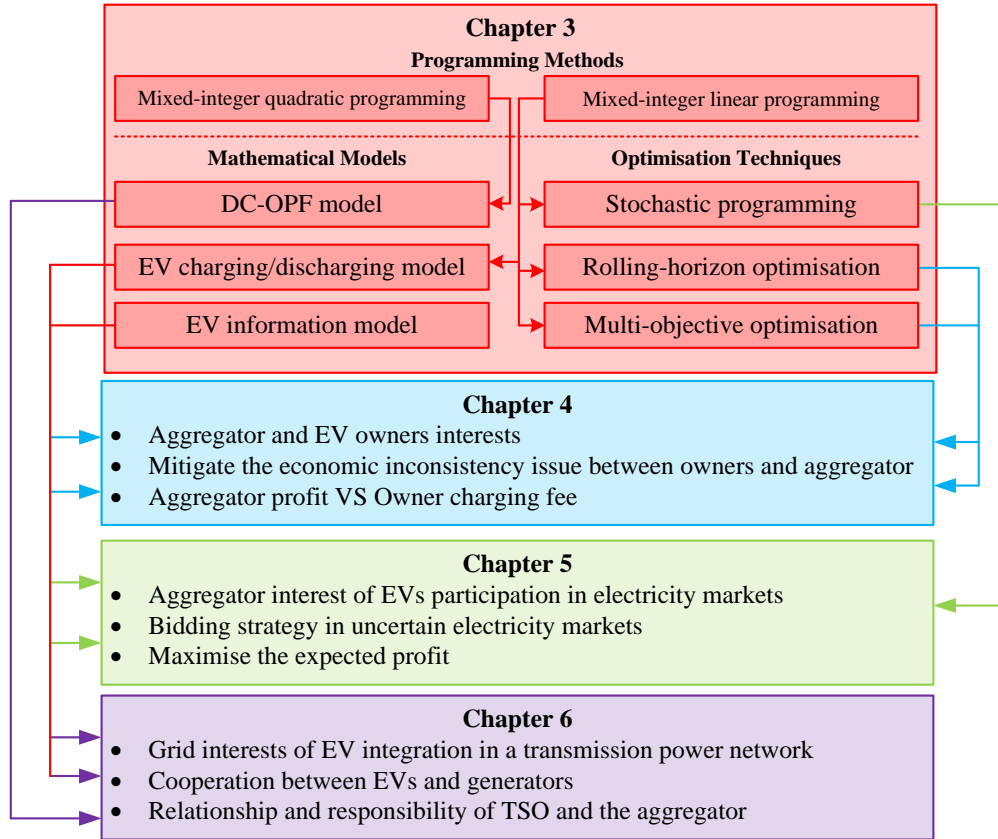 Chapter 3
Programming Methods
Mixed-integer quadratic programming
Mixed-integer linear programming
Mathematical Models
Optimisation Techniques
DC-OPF model
Stochastic programming
EV charging/discharging model
Rolling-horizon optimisation
EV information model
Multi-objective optimisation
Chapter 4
• Aggregator and EV owners interests
• Mitigate the economic inconsistency issue between owners and aggregator
• Aggregator profit VS Owner charging fee
Chapter 5
• Aggregator interest of EVs participation in electricity markets
• Bidding strategy in uncertain electricity markets
• Maximise the expected profit
Chapter 6
• Grid interests of EV integration in a transmission power network
• Cooperation between EVs and generators
• Relationship and responsibility of TSO and the aggregator